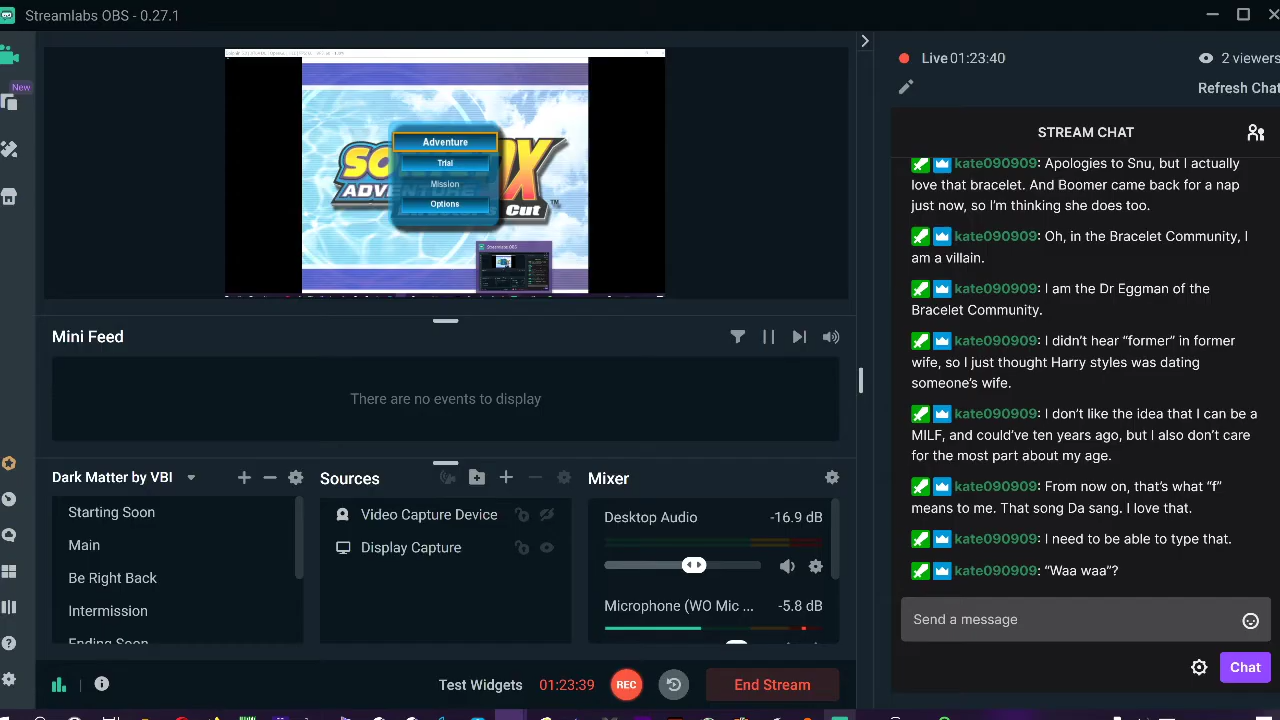 Streamlabs OBS - 0.27.1
New
Adventure
Trial
Mission
Options
ADVENTURE
Cut
TM
Streamlabs OBS
Mini Feed
There are no events to display
Dark Matter by VBI
Starting Soon
Main
Be Right Back
Intermission
Ending Soon
Sources
Video Capture Device
Display Capture
Mixer
Desktop Audio -16.9 dB
Microphone (WO Mic ... -5.8 dB
Test Widgets 01:23:39 REC End Stream
Live 01:23:40 2 viewers
Refresh Chat
STREAM CHAT
kate090909: Apologies to Snu, but I actually
love that bracelet. And Boomer came back for a nap
just now, so I'm thinking she does too.
kate090909: Oh, in the Bracelet Community, I
am a villain.
kate090909: I am the Dr Eggman of the
Bracelet Community.
kate090909: I didn't hear “former” in former
wife, so I just thought Harry styles was dating
someone's wife.
kate090909: I don't like the idea that I can be a
MILF, and could've ten years ago, but I also don't care
for the most part about my age.
kate090909: From now on, that's what “f”
means to me. That song Da sang. I love that.
kate090909: I need to be able to type that.
kate090909: “Waa waa”?
Send a message
Chat